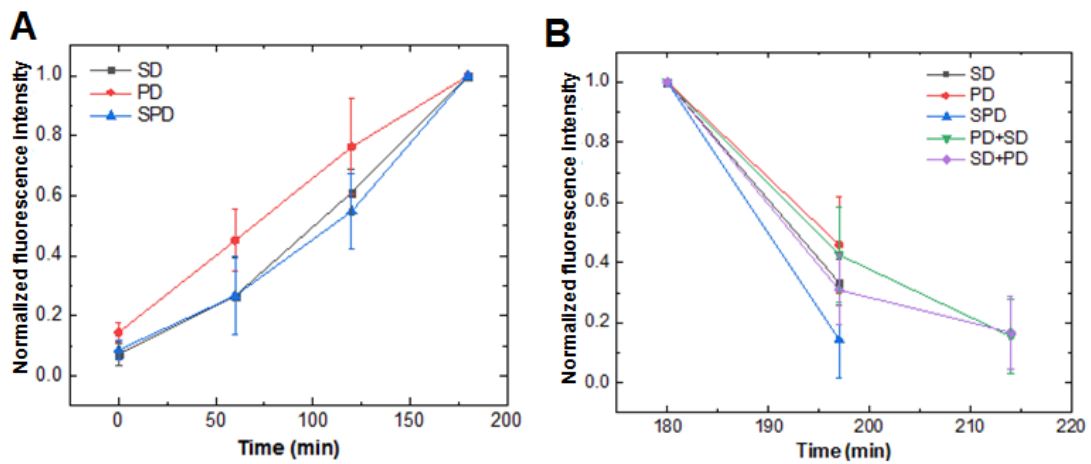 A
Normalized fluorescence Intensity
1.0
0.8
0.6
0.4
0.2
0.0
SD
PD
SPD
0 50 100 150 200
Time (min)
B
Normalized fluorescence Intensity
1.0
0.8
0.6
0.4
0.2
0.0
SD
PD
SPD
PD+SD
SD+PD
180 190 200 210 220
Time (min)